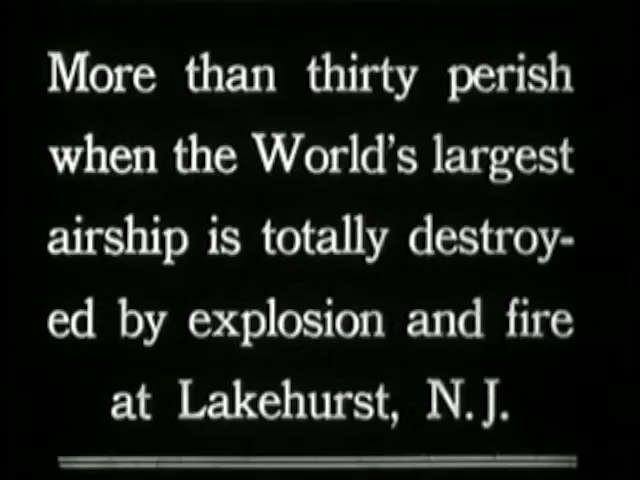 More than thirty perish
when the World's largest
airship is totally destroy-
ed by explosion and fire
at Lakehurst, N.J.